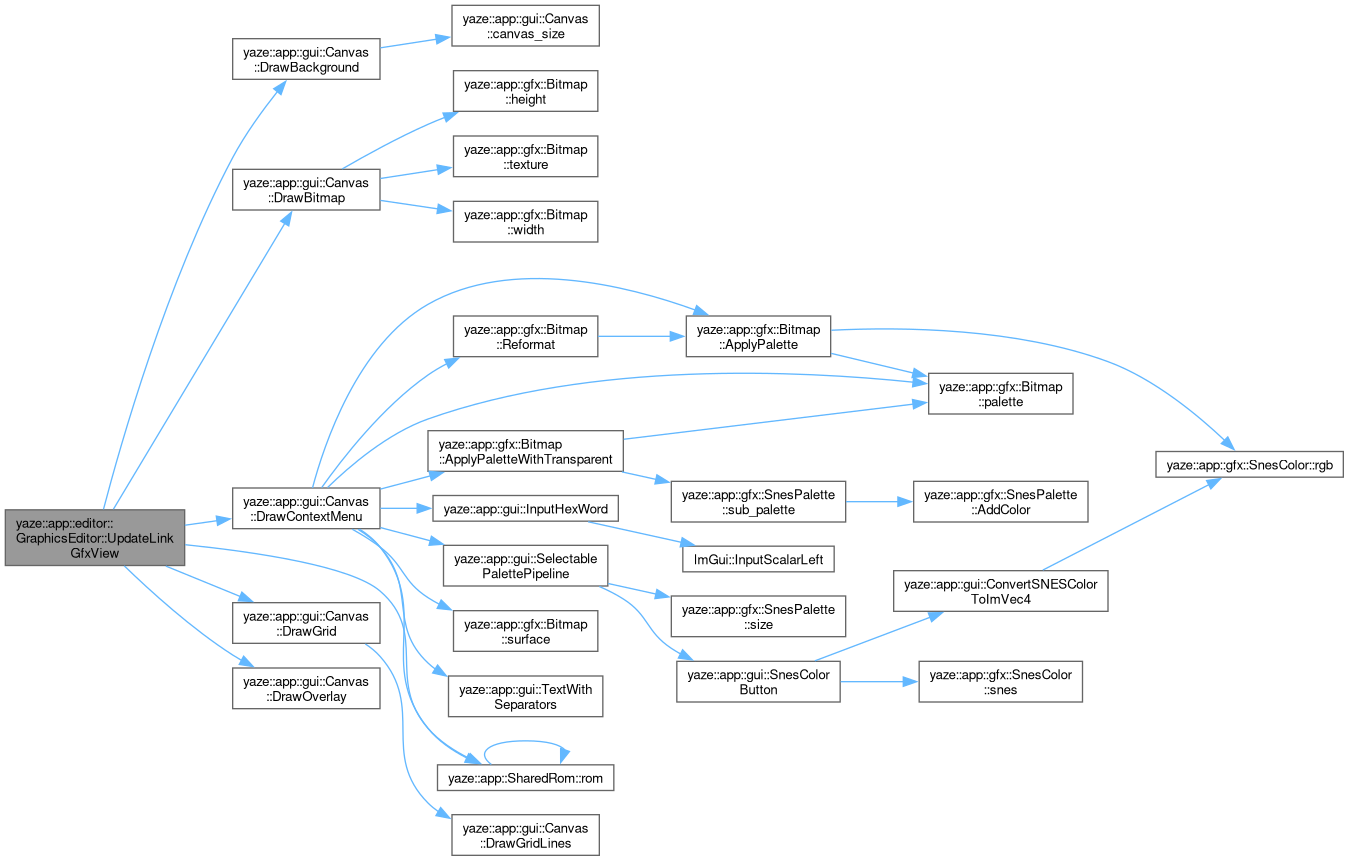 yaze::app::gui::Canvas
::canvas_size
yaze::app::gui::Canvas
::DrawBackground
yaze::app::gfx::Bitmap
::height
yaze::app::gfx::Bitmap
::texture
yaze::app::gui::Canvas
::DrawBitmap
yaze::app::gfx::Bitmap
::width
yaze::app::gfx::Bitmap
::Reformat
yaze::app::gfx::Bitmap
::ApplyPalette
yaze::app::gfx::Bitmap
::palette
yaze::app::gfx::Bitmap
::ApplyPaletteWithTransparent
yaze::app::gfx::SnesColor::rgb
yaze::app::gfx::SnesPalette
::sub_palette
yaze::app::gfx::SnesPalette
::AddColor
yaze::app::gui::Canvas
::DrawContextMenu
yaze::app::gui::InputHexWord
yaze::app::editor::
GraphicsEditor::UpdateLink
GfxView
yaze::app::gui::Selectable
PalettePipeline
ImGui::InputScalarLeft
yaze::app::gui::ConvertSNESColor
ToImVec4
yaze::app::gui::Canvas
::DrawGrid
yaze::app::gfx::Bitmap
::surface
yaze::app::gfx::SnesPalette
::size
yaze::app::gui::Canvas
::DrawOverlay
yaze::app::gui::TextWith
Separators
yaze::app::gui::SnesColor
Button
yaze::app::gfx::SnesColor
::snes
yaze::app::SharedRom::rom
yaze::app::gui::Canvas
::DrawGridLines